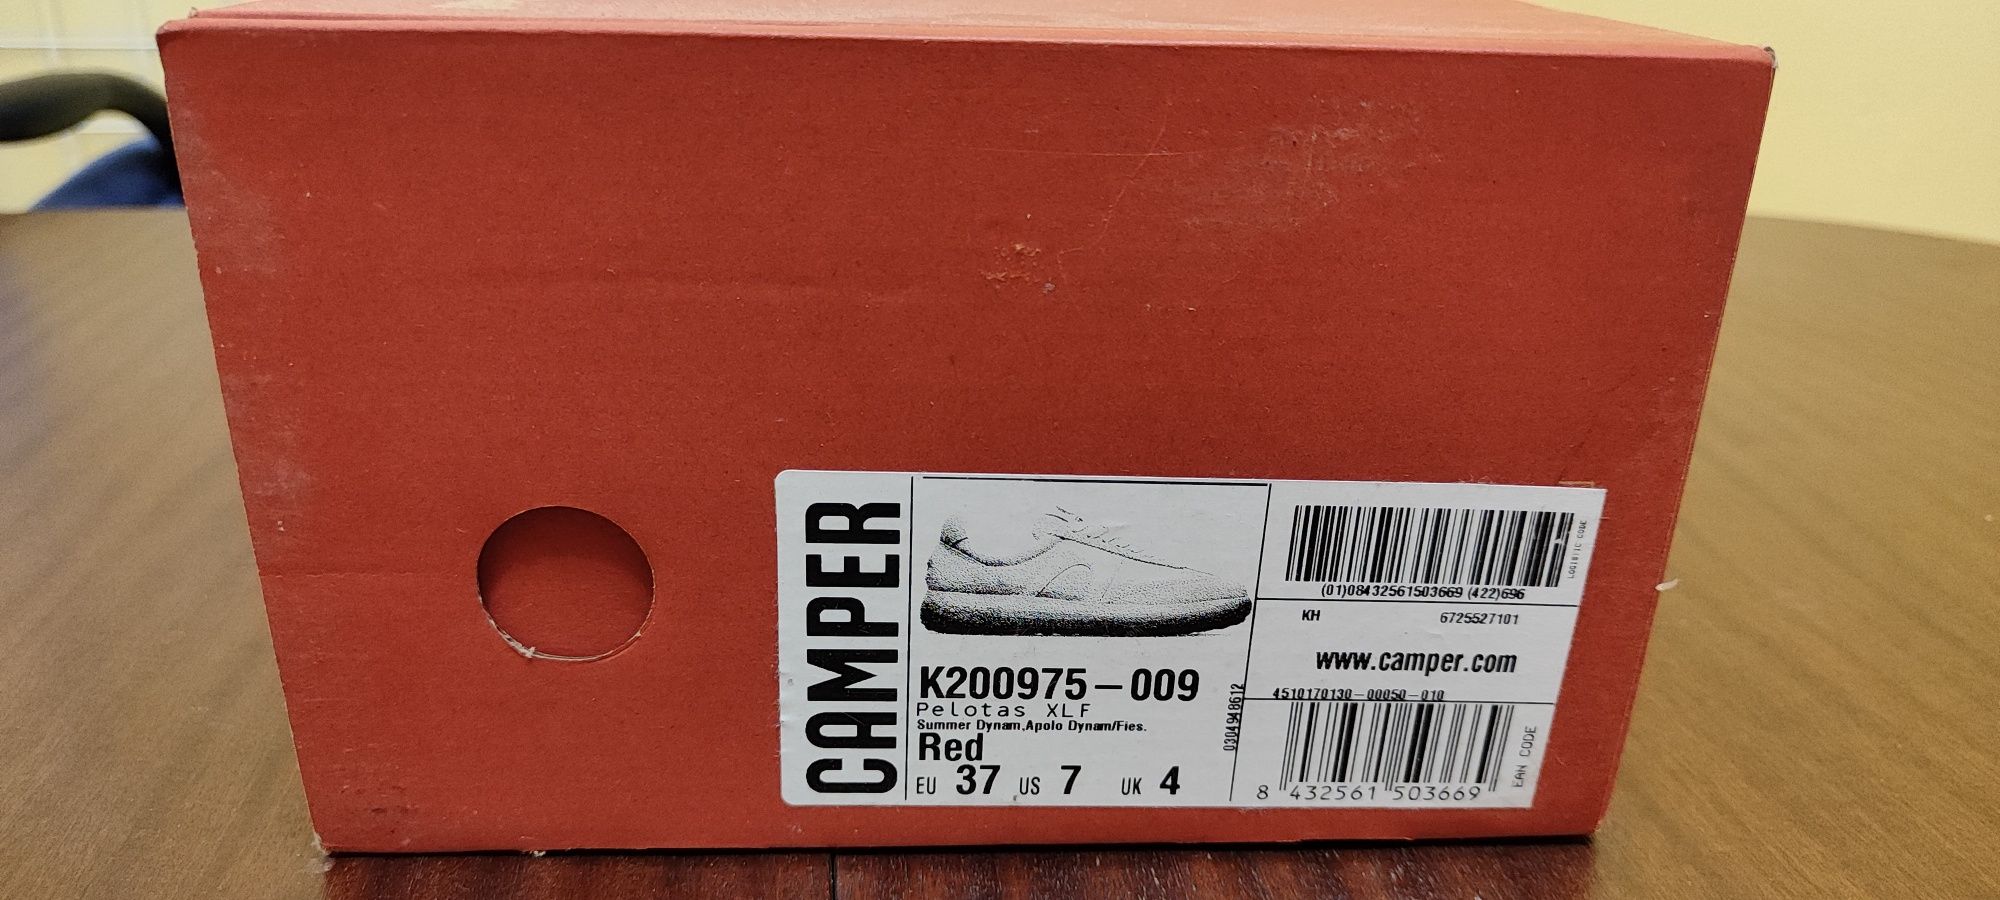 CAMPER
K200975-009
Pelotas XLF
Summer Dynam,Apolo Dynam/Fies.
Red
EU 37 US 7 UK 4
0304948612
LOGISTIC CODE
(01)08432561503669 (422)696
KH 6725527101
www.camper.com
4510170130-00050-010
8 432561 503669
EAN CODE